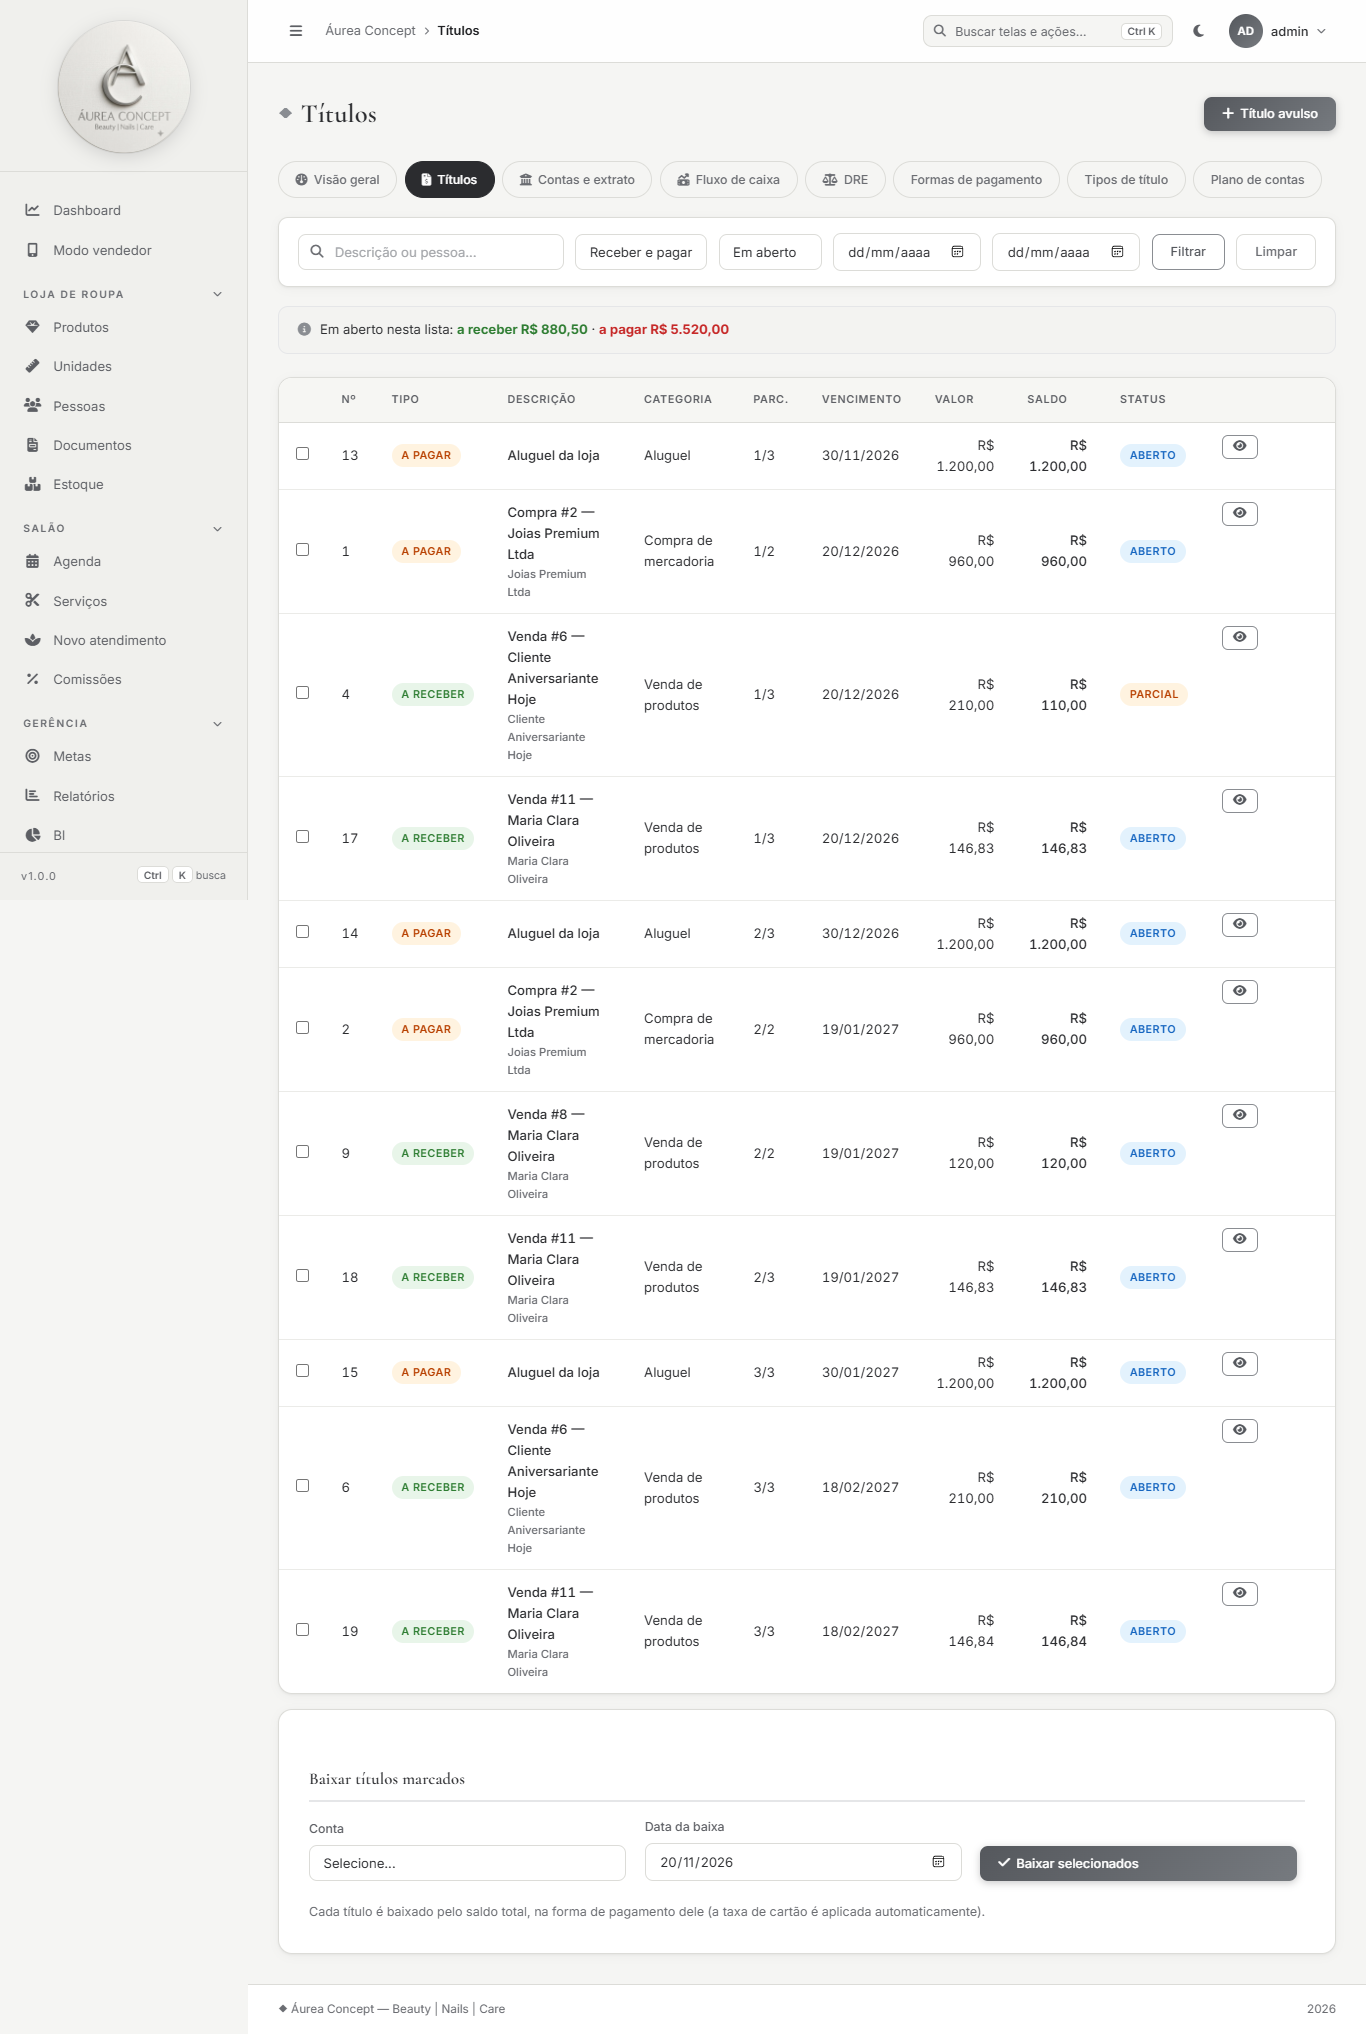 ÁUREA CONCEPT
Beauty | Nails | Care
Dashboard
Modo vendedor
LOJA DE ROUPA
Produtos
Unidades
Pessoas
Documentos
Estoque
SALÃO
Agenda
Serviços
Novo atendimento
Comissões
GERÊNCIA
Metas
Relatórios
BI
v1.0.0
Ctrl K busca
Áurea Concept > Títulos
Buscar telas e ações... Ctrl K
AD admin
Títulos
+ Título avulso
Visão geral
Títulos
Contas e extrato
Fluxo de caixa
DRE
Formas de pagamento
Tipos de título
Plano de contas
Descrição ou pessoa...
Receber e pagar
Em aberto
dd/mm/aaaa
dd/mm/aaaa
Filtrar
Limpar
Em aberto nesta lista: a receber R$ 880,50 · a pagar R$ 5.520,00
Nº TIPO DESCRIÇÃO CATEGORIA PARC. VENCIMENTO VALOR SALDO STATUS
13 A PAGAR Aluguel da loja Aluguel 1/3 30/11/2026 R$ 1.200,00 R$ 1.200,00 ABERTO
1 A PAGAR Compra #2 —
Joias Premium
Ltda
Joias Premium
Ltda
Compra de
mercadoria
1/2 20/12/2026 R$ 960,00 R$ 960,00 ABERTO
4 A RECEBER Venda #6 —
Cliente
Aniversariante
Hoje
Cliente
Aniversariante
Hoje
Venda de
produtos
1/3 20/12/2026 R$ 210,00 R$ 110,00 PARCIAL
17 A RECEBER Venda #11 —
Maria Clara
Oliveira
Maria Clara
Oliveira
Venda de
produtos
1/3 20/12/2026 R$ 146,83 R$ 146,83 ABERTO
14 A PAGAR Aluguel da loja Aluguel 2/3 30/12/2026 R$ 1.200,00 R$ 1.200,00 ABERTO
2 A PAGAR Compra #2 —
Joias Premium
Ltda
Joias Premium
Ltda
Compra de
mercadoria
2/2 19/01/2027 R$ 960,00 R$ 960,00 ABERTO
9 A RECEBER Venda #8 —
Maria Clara
Oliveira
Maria Clara
Oliveira
Venda de
produtos
2/2 19/01/2027 R$ 120,00 R$ 120,00 ABERTO
18 A RECEBER Venda #11 —
Maria Clara
Oliveira
Maria Clara
Oliveira
Venda de
produtos
2/3 19/01/2027 R$ 146,83 R$ 146,83 ABERTO
15 A PAGAR Aluguel da loja Aluguel 3/3 30/01/2027 R$ 1.200,00 R$ 1.200,00 ABERTO
6 A RECEBER Venda #6 —
Cliente
Aniversariante
Hoje
Cliente
Aniversariante
Hoje
Venda de
produtos
3/3 18/02/2027 R$ 210,00 R$ 210,00 ABERTO
19 A RECEBER Venda #11 —
Maria Clara
Oliveira
Maria Clara
Oliveira
Venda de
produtos
3/3 18/02/2027 R$ 146,84 R$ 146,84 ABERTO
Baixar títulos marcados
Conta
Selecione...
Data da baixa
20/11/2026
Baixar selecionados
Cada título é baixado pelo saldo total, na forma de pagamento dele (a taxa de cartão é aplicada automaticamente).
Áurea Concept — Beauty | Nails | Care
2026